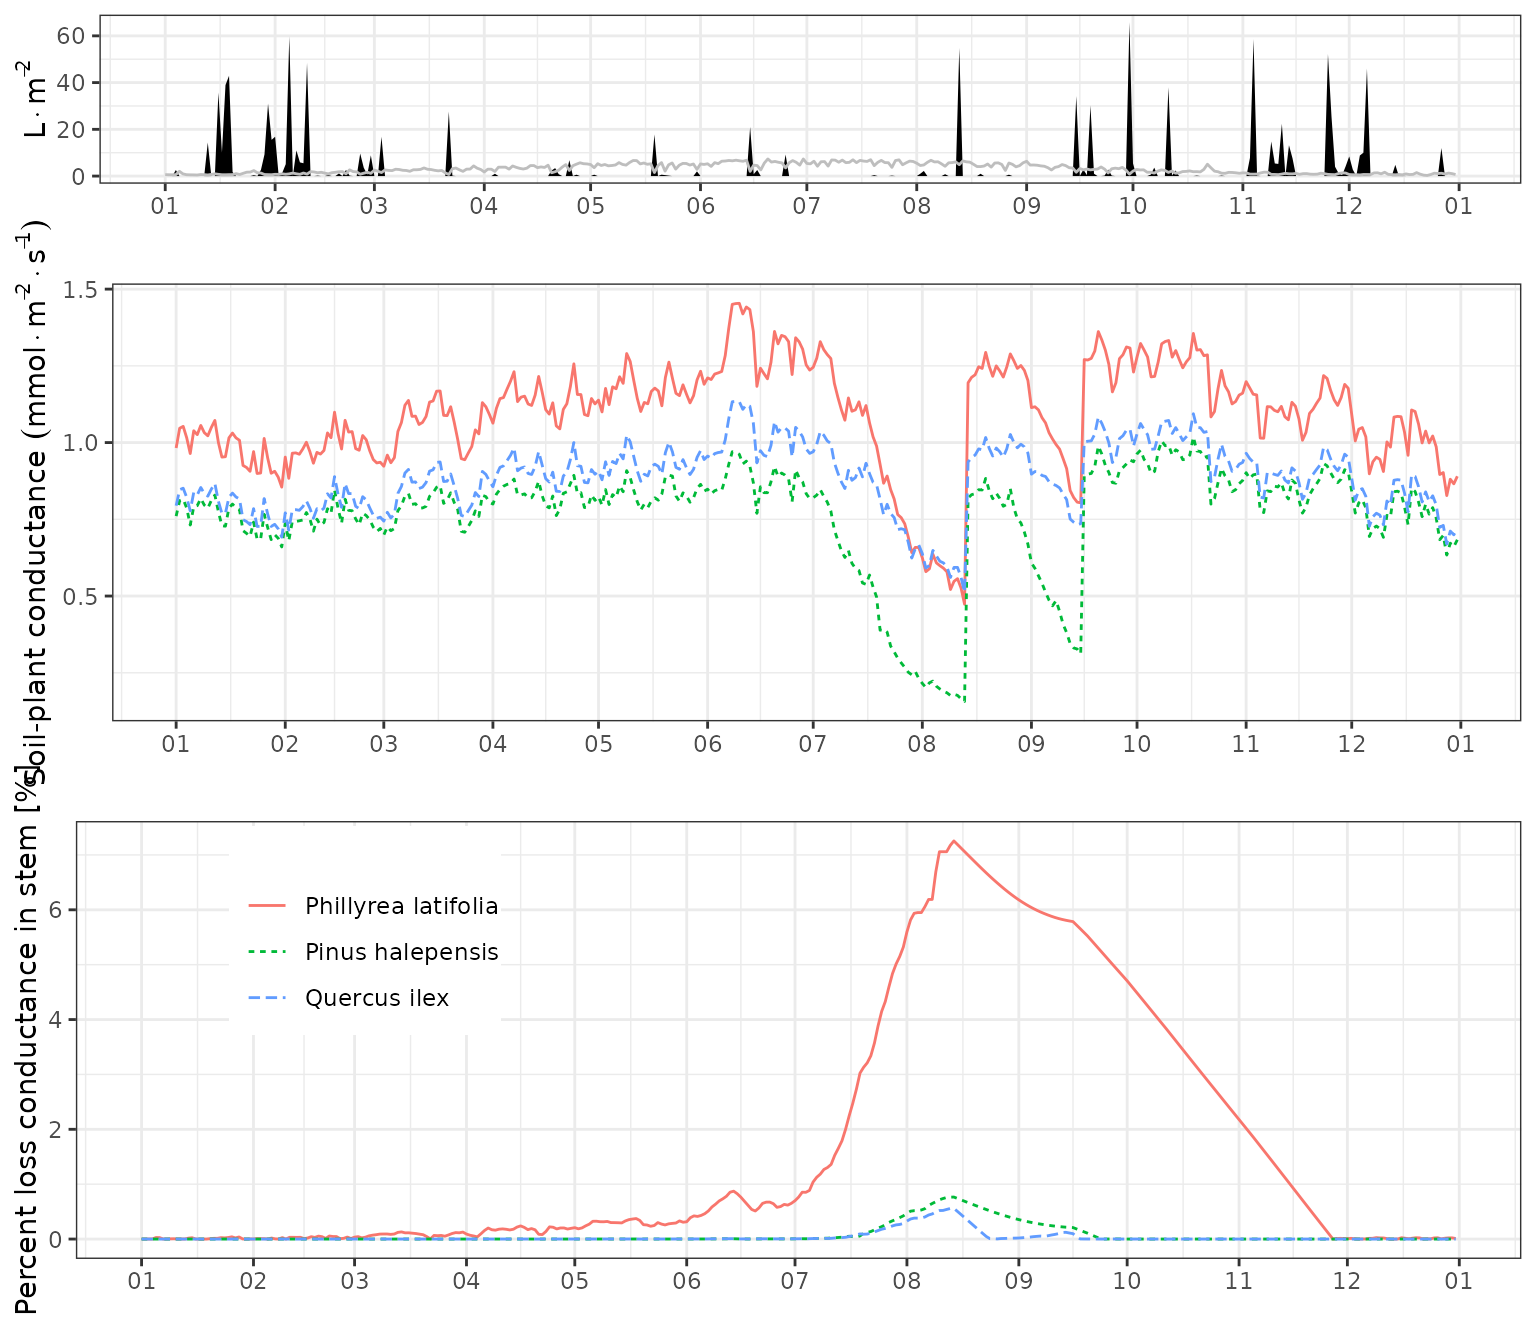 L·m⁻²
60
40
20
0
01 02 03 04 05 06 07 08 09 10 11 12 01
Soil-plant conductance (mmol·m⁻²·s⁻¹)
1.5
1.0
0.5
01 02 03 04 05 06 07 08 09 10 11 12 01
Percent loss conductance in stem [%]
6
4
2
0
Phillyrea latifolia
Pinus halepensis
Quercus ilex
01 02 03 04 05 06 07 08 09 10 11 12 01